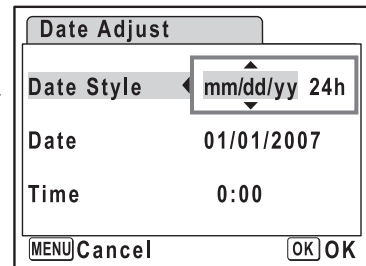 Date Adjust
Date Style mm/dd/yy 24h
Date 01/01/2007
Time 0:00
MENU Cancel OK OK